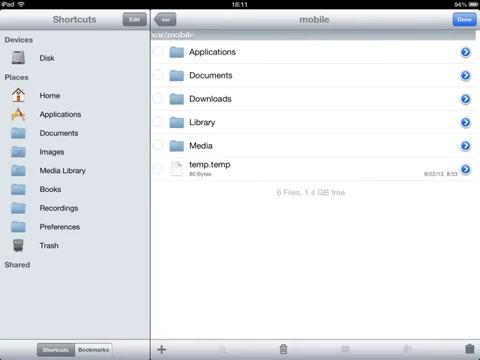 iPad
18:11
94%
Shortcuts
Edit
var
mobile
Done
Devices
Disk
Places
Home
Applications
Documents
Images
Media Library
Books
Recordings
Preferences
Trash
Shared
Shortcuts
Bookmarks
var/mobile
Applications
Documents
Downloads
Library
Media
temp.temp
80 Bytes
9/22/13, 8:53
6 Files, 1.4 GB free